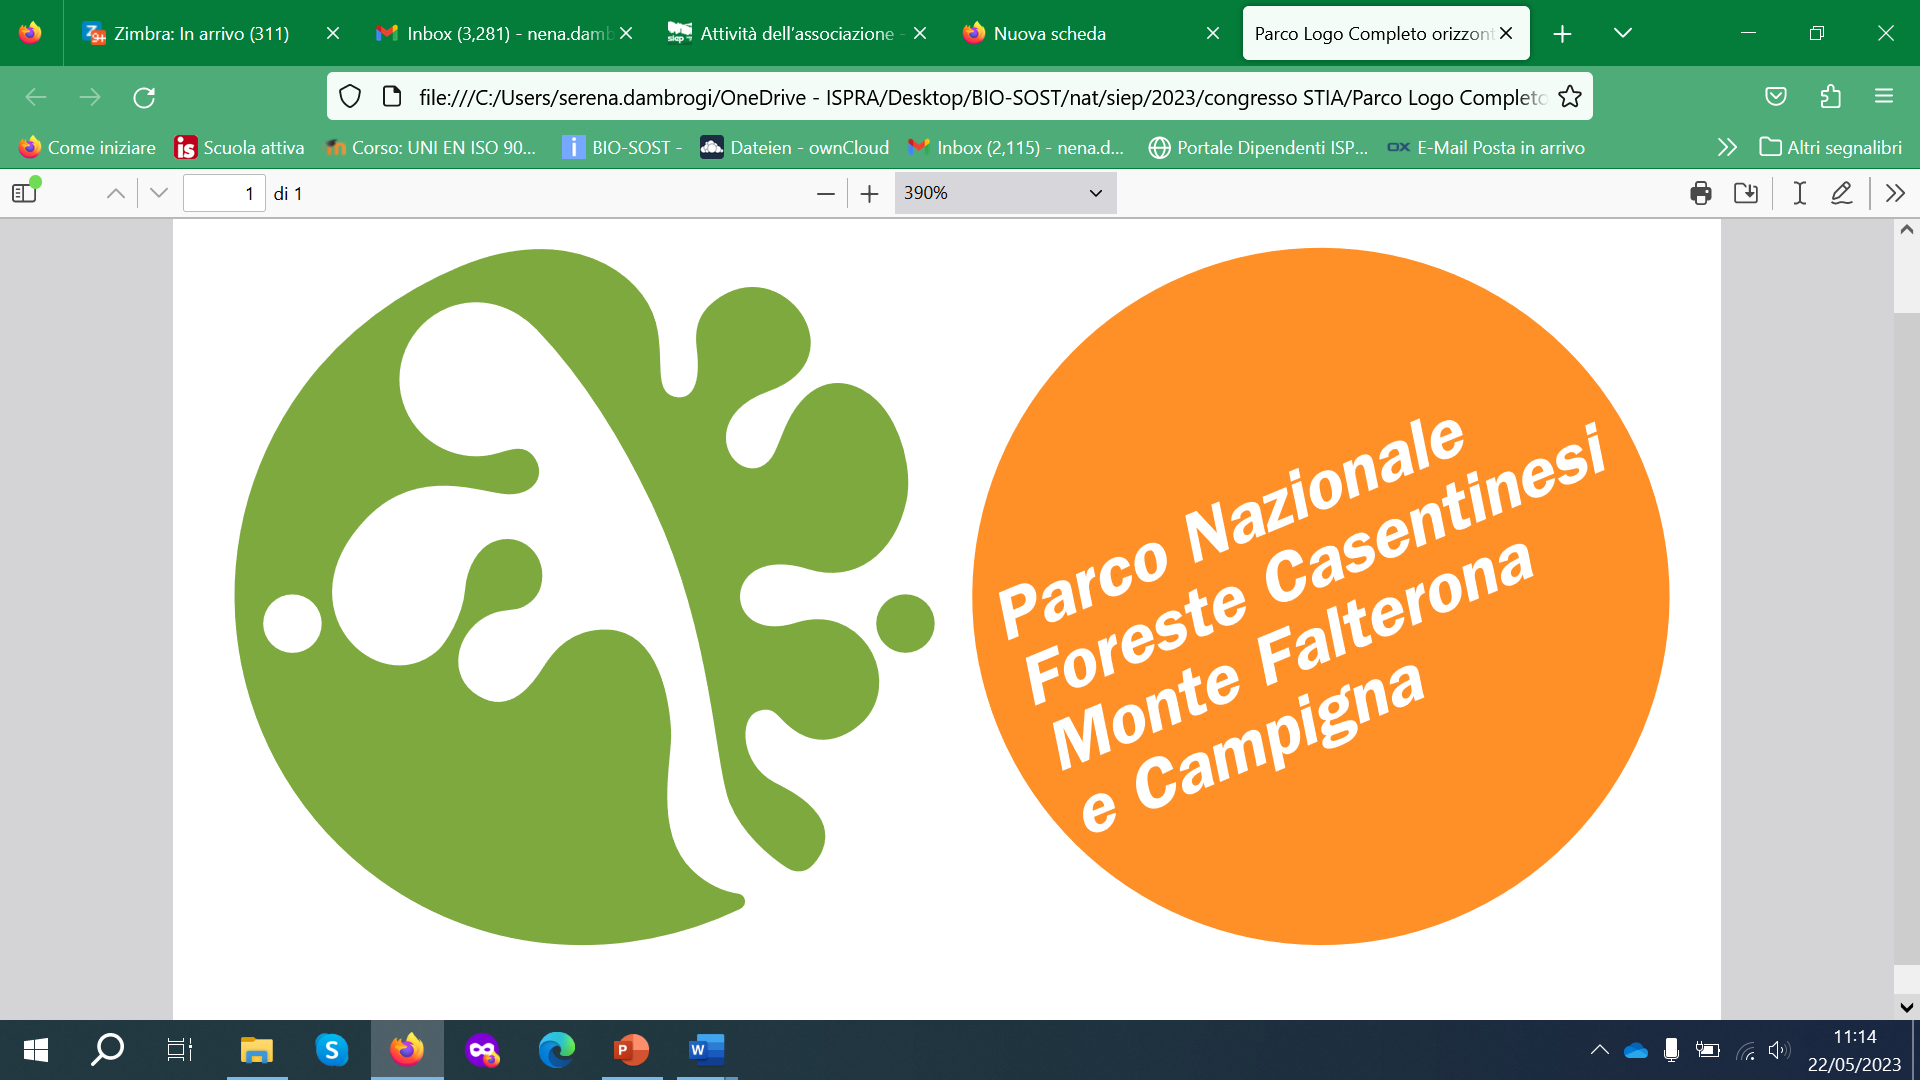 Zimbra: In arrivo (311)
Inbox (3,281) - nena.damb
Attività dell'associazione -
Nuova scheda
Parco Logo Completo orizzont
file:///C:/Users/serena.dambrogi/OneDrive - ISPRA/Desktop/BIO-SOST/nat/siep/2023/congresso STIA/Parco Logo Completo
Come iniziare
Scuola attiva
Corso: UNI EN ISO 90...
BIO-SOST -
Dateien - ownCloud
Inbox (2,115) - nena.d...
Portale Dipendenti ISP...
E-Mail Posta in arrivo
Altri segnalibri
1 di 1
390%
Parco Nazionale
Foreste Casentinesi
Monte Falterona
e Campigna
11:14
22/05/2023